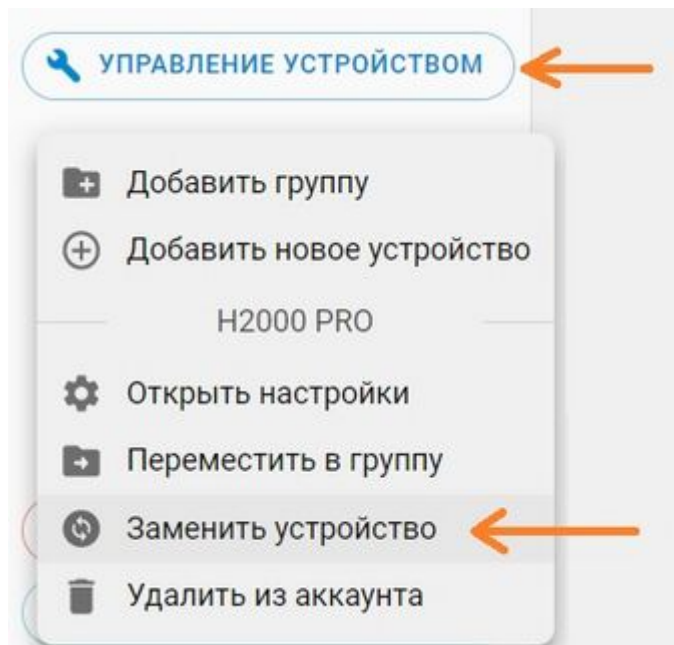 УПРАВЛЕНИЕ УСТРОЙСТВОМ
Добавить группу
Добавить новое устройство
H2000 PRO
Открыть настройки
Переместить в группу
Заменить устройство
Удалить из аккаунта